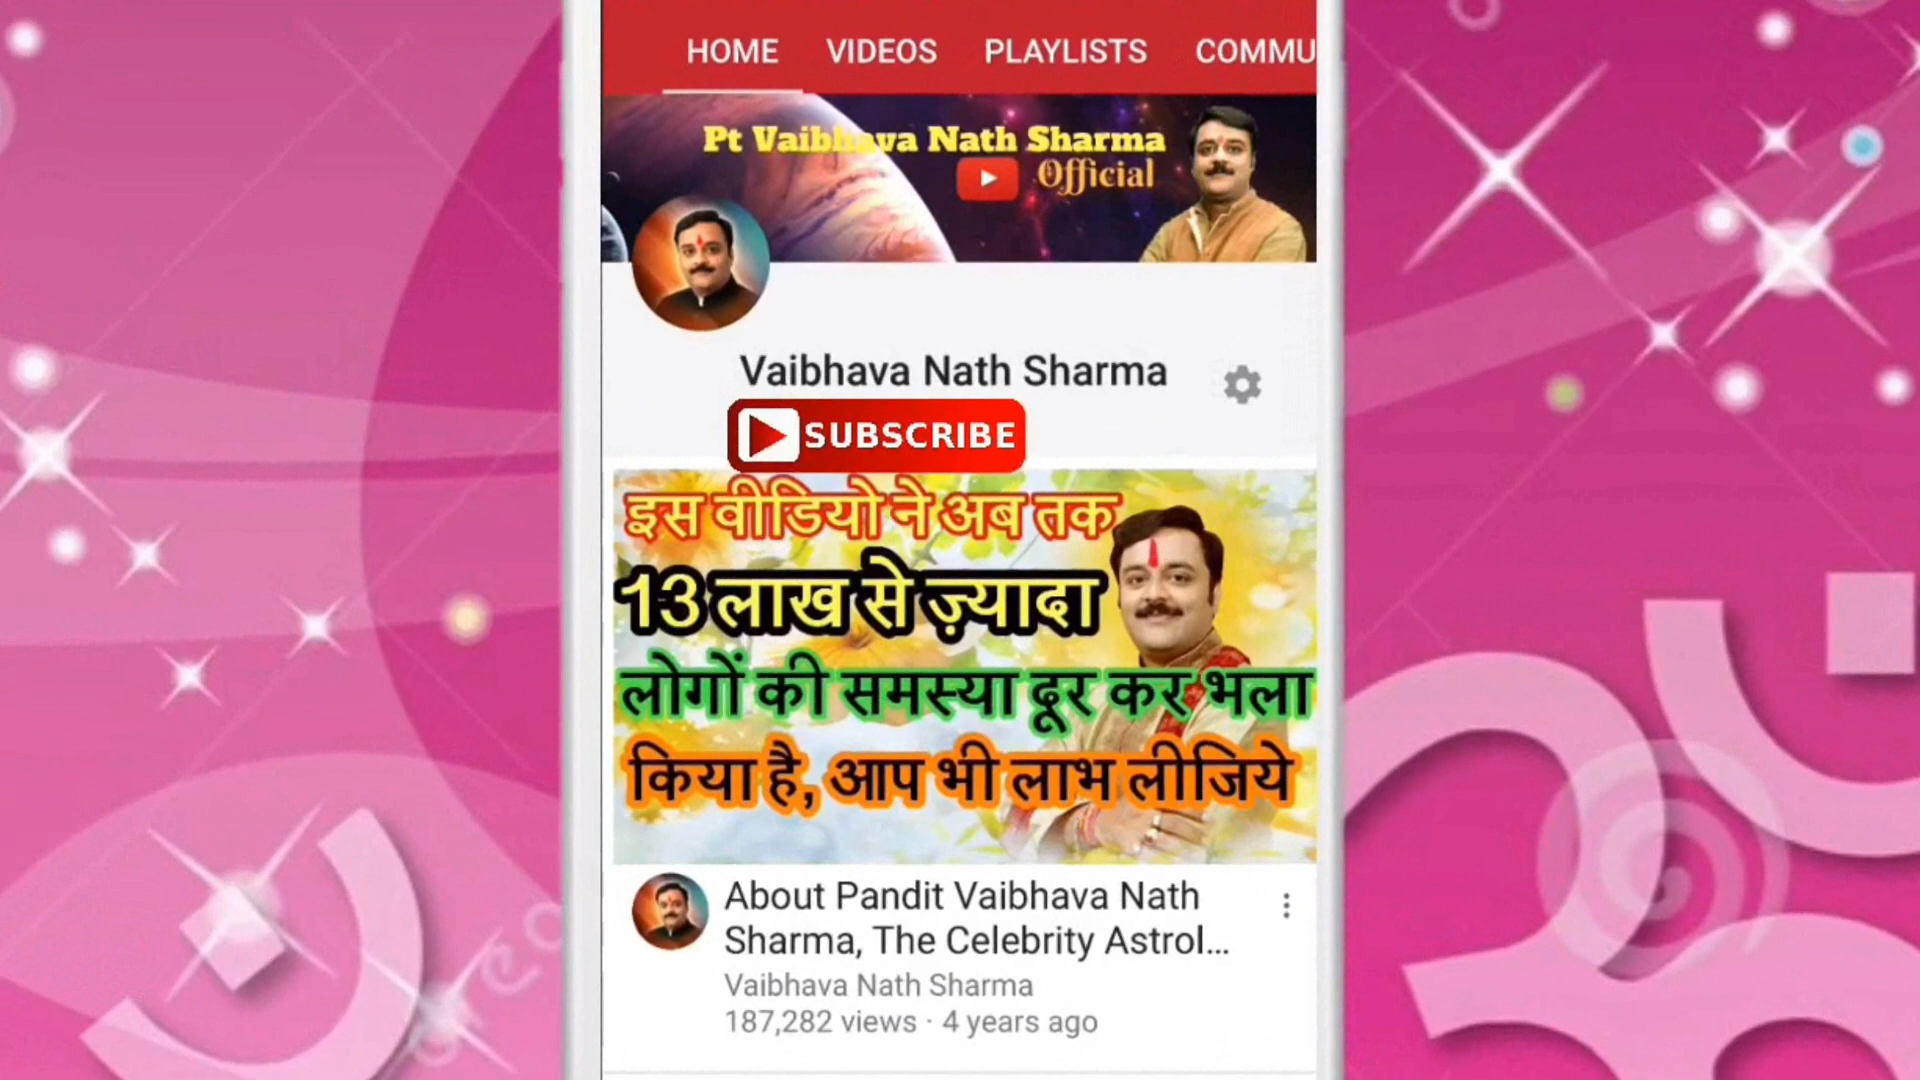 HOME VIDEOS PLAYLISTS COMMU
Pt Vaibhava Nath Sharma
Official
Vaibhava Nath Sharma
SUBSCRIBE
इस वीडियो ने अब तक
13 लाख से ज़्यादा
लोगों की समस्या दूर कर भला
किया है, आप भी लाभ लीजिये
About Pandit Vaibhava Nath
Sharma, The Celebrity Astrol...
Vaibhava Nath Sharma
187,282 views · 4 years ago